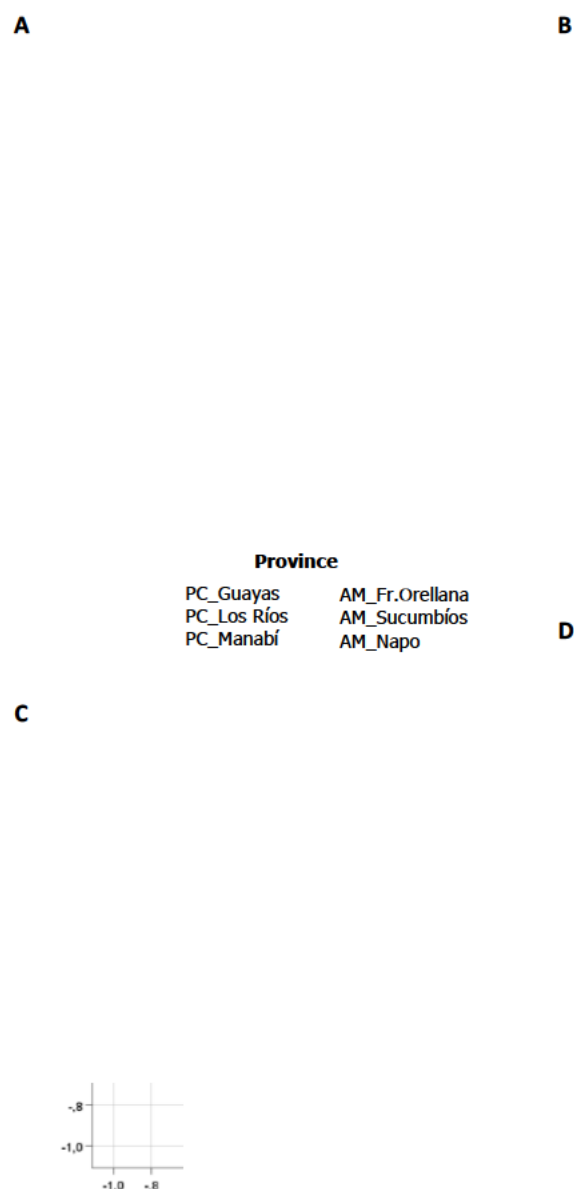 A B
Province
PC_Guayas AM_Fr.Orellana
PC_Los Ríos AM_Sucumbíos
PC_Manabí AM_Napo
D
C
-,8
-1,0
-1,0 -,8